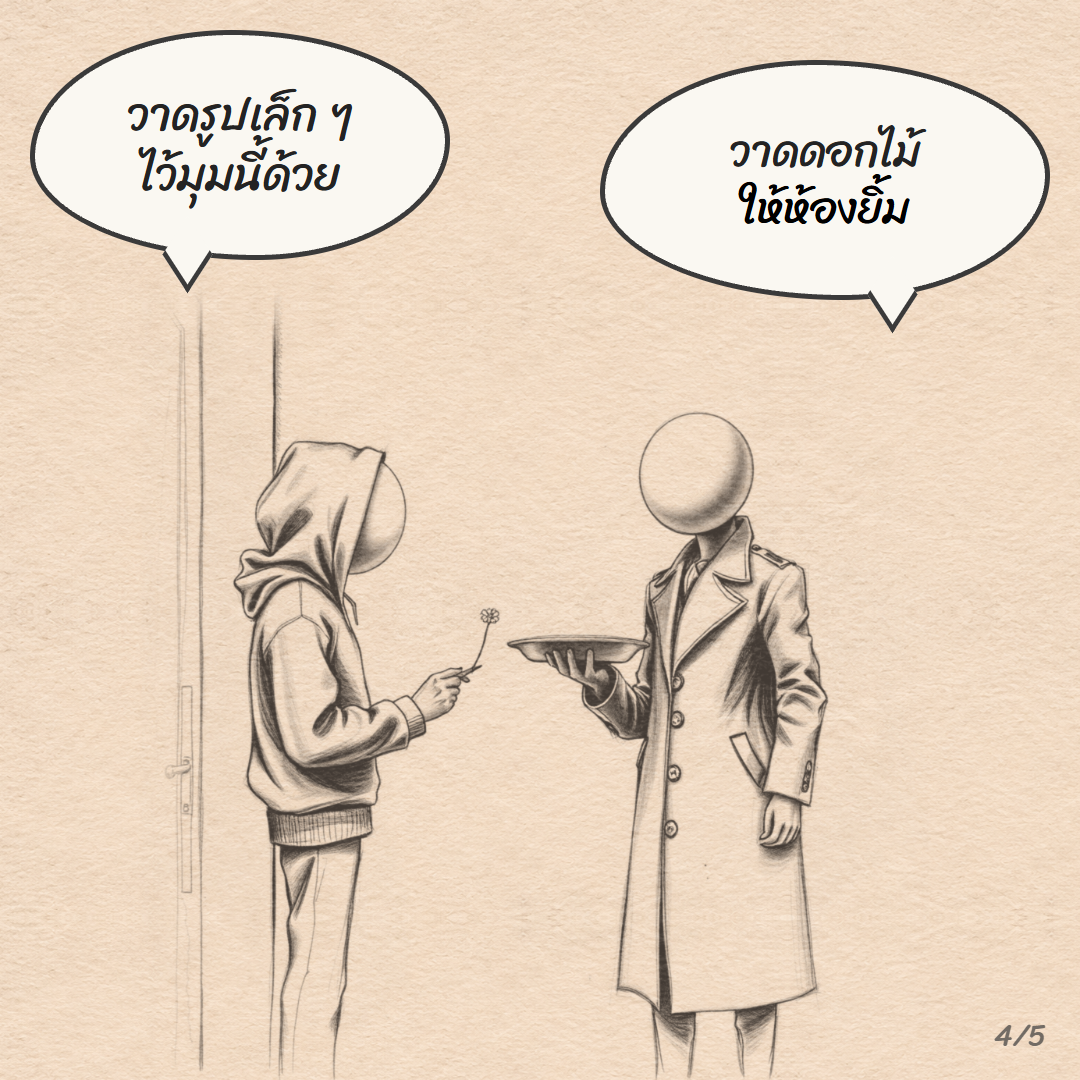 วาดรูปเล็ก ๆ
ไว้มุมนี้ด้วย
วาดดอกไม้
ให้ห้องยิ้ม
4/5